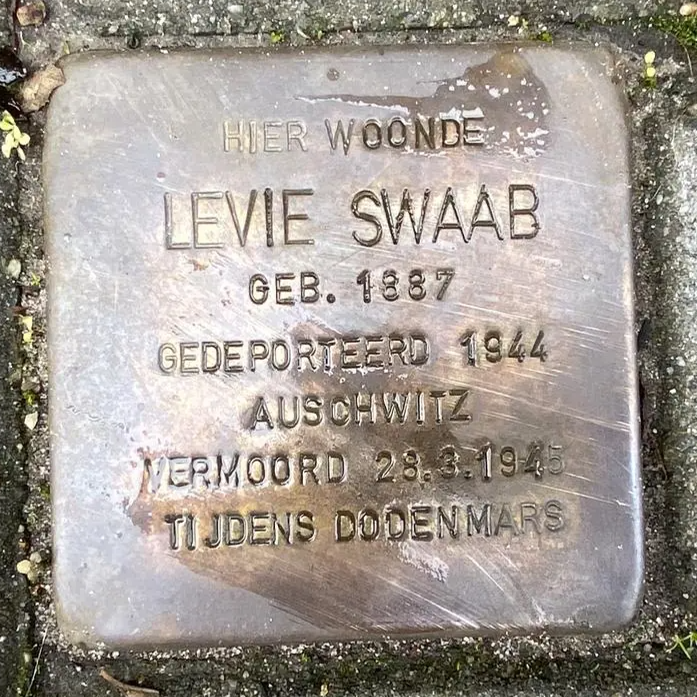 HIER WOONDE
LEVIE SWAAB
GEB. 1887
GEDEPORTEERD 1944
AUSCHWITZ
VERMOORD 28.3.1945
TIJDENS DODENMARS